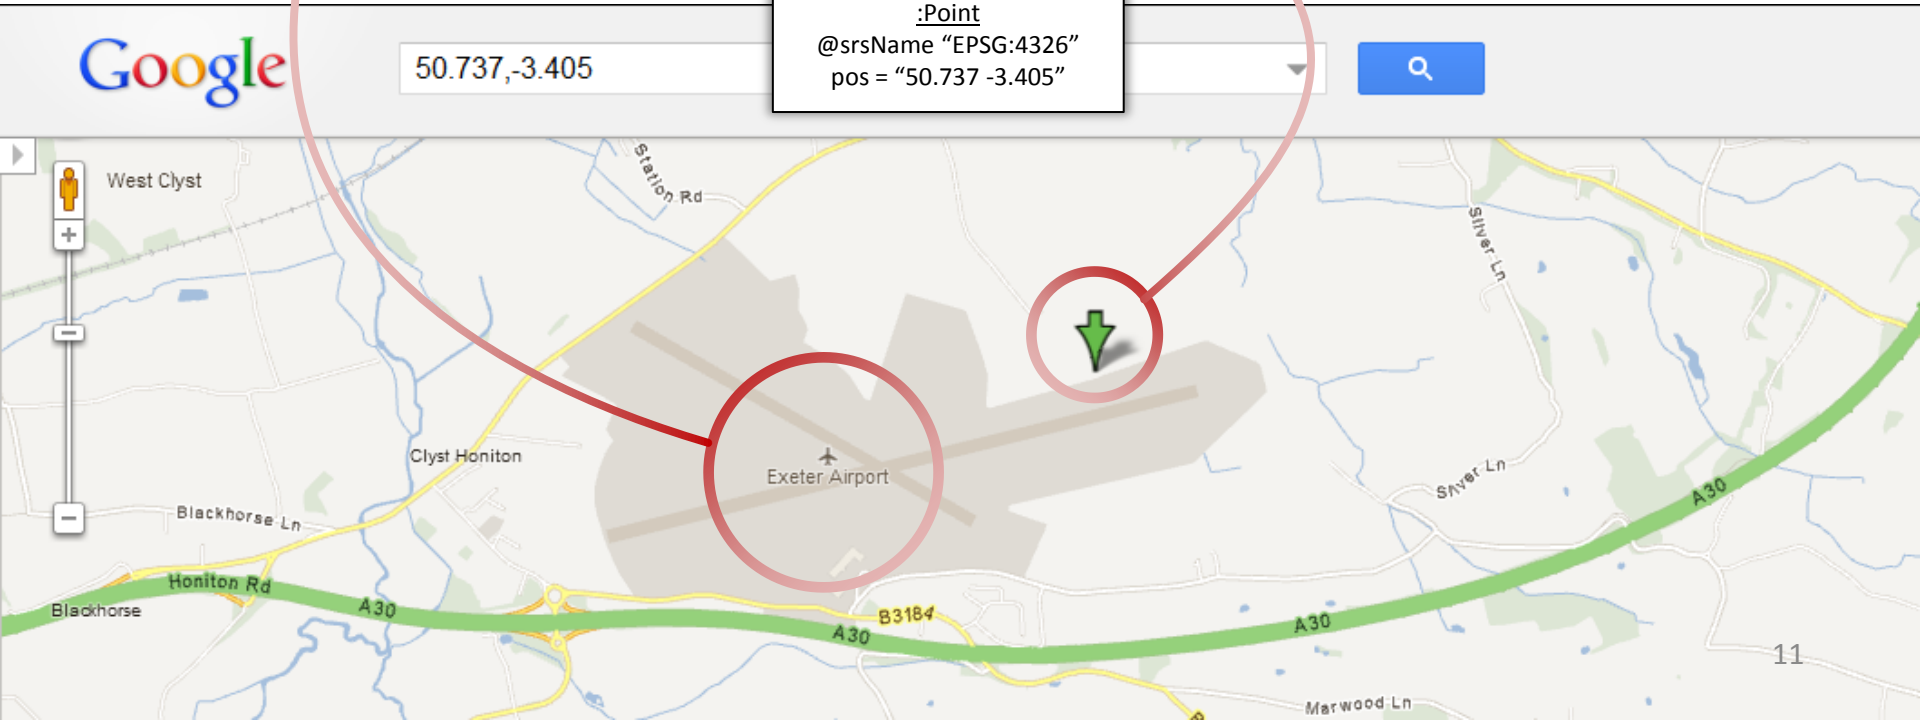 :Point
@srsName “EPSG:4326”
pos = “50.737 -3.405”
Google
50.737,-3.405
West Clyst
Station Rd
Silver Ln
Clyst Honiton
Exeter Airport
Silver Ln
A30
Blackhorse Ln
Honiton Rd
Blackhorse
A30
B3184
A30
A30
11
Marwood Ln
B